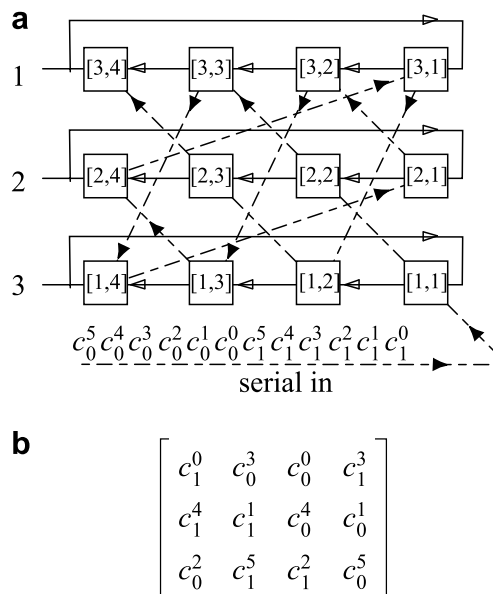 a
1 [3,4] [3,3] [3,2] [3,1]
2 [2,4] [2,3] [2,2] [2,1]
3 [1,4] [1,3] [1,2] [1,1]
c_0^5 c_0^4 c_0^3 c_0^2 c_0^1 c_0^0 c_1^5 c_1^4 c_1^3 c_1^2 c_1^1 c_1^0
serial in
b
c_1^0 c_0^3 c_0^0 c_1^3
c_1^4 c_1^1 c_0^4 c_0^1
c_0^2 c_1^5 c_1^2 c_0^5